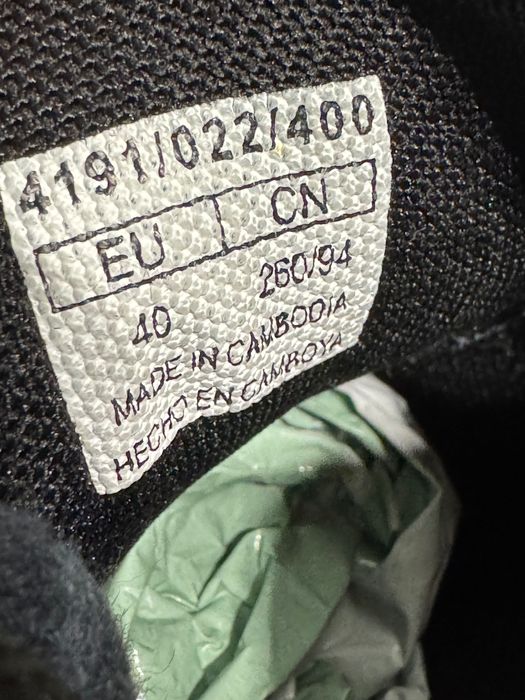 4191/022/400
EU CN
40 260/94
MADE IN CAMBODIA
HECHO EN CAMBOYA